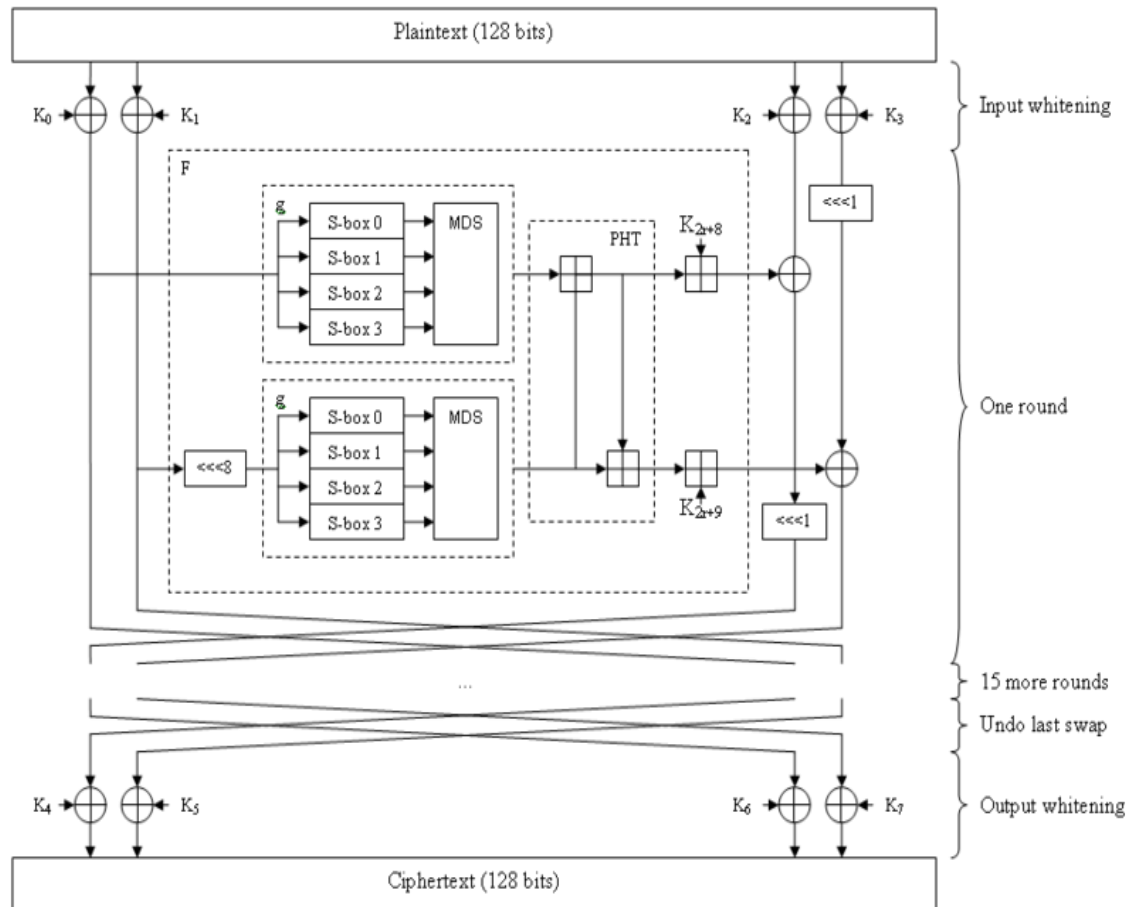 Plaintext (128 bits)
K0 K1 K2 K3
Input whitening
F
<<<1
g
S-box 0
S-box 1
S-box 2
S-box 3
MDS
PHT
K2r+8
One round
g
S-box 0
S-box 1
S-box 2
S-box 3
MDS
<<<8
K2r+9
<<<1
...
15 more rounds
Undo last swap
K4 K5 K6 K7
Output whitening
Ciphertext (128 bits)